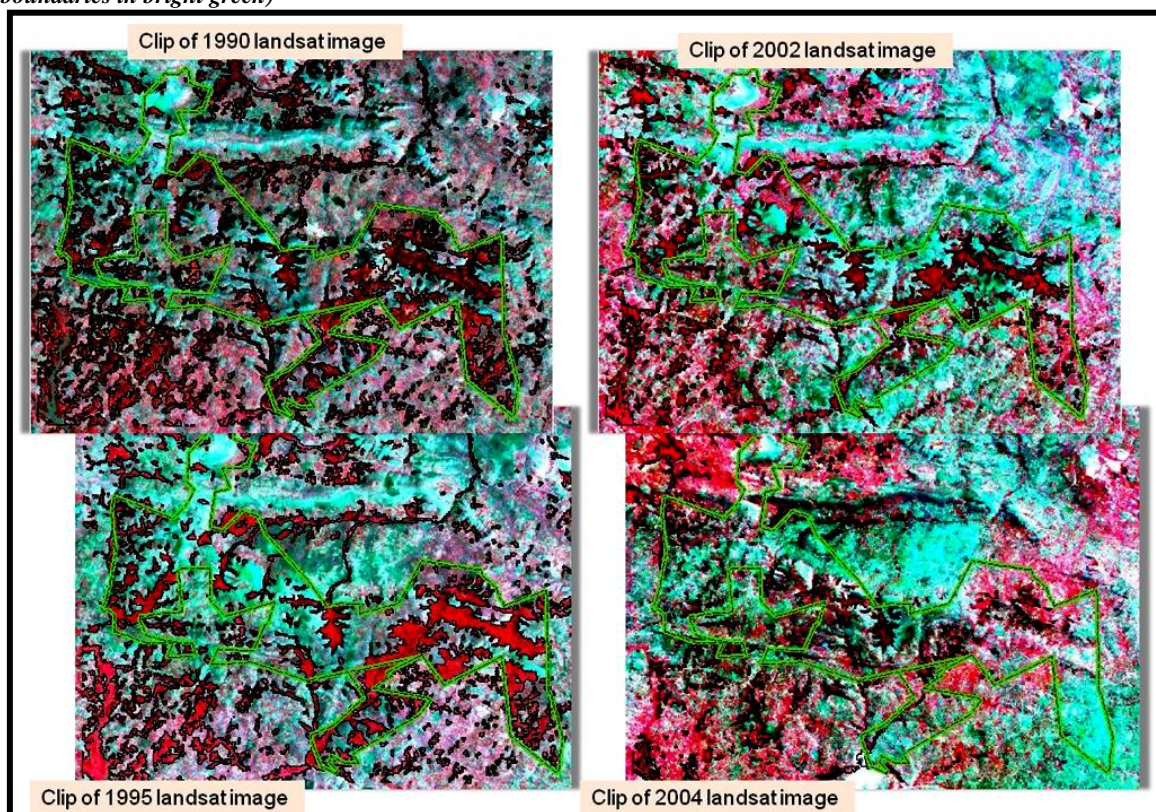 boundaries in bright green)
Clip of 1990 landsat image
Clip of 2002 landsat image
Clip of 1995 landsat image
Clip of 2004 landsat image